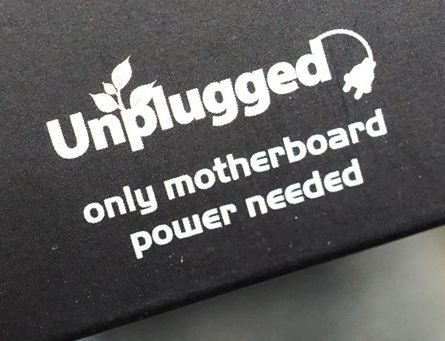 Unplugged
only motherboard
power needed